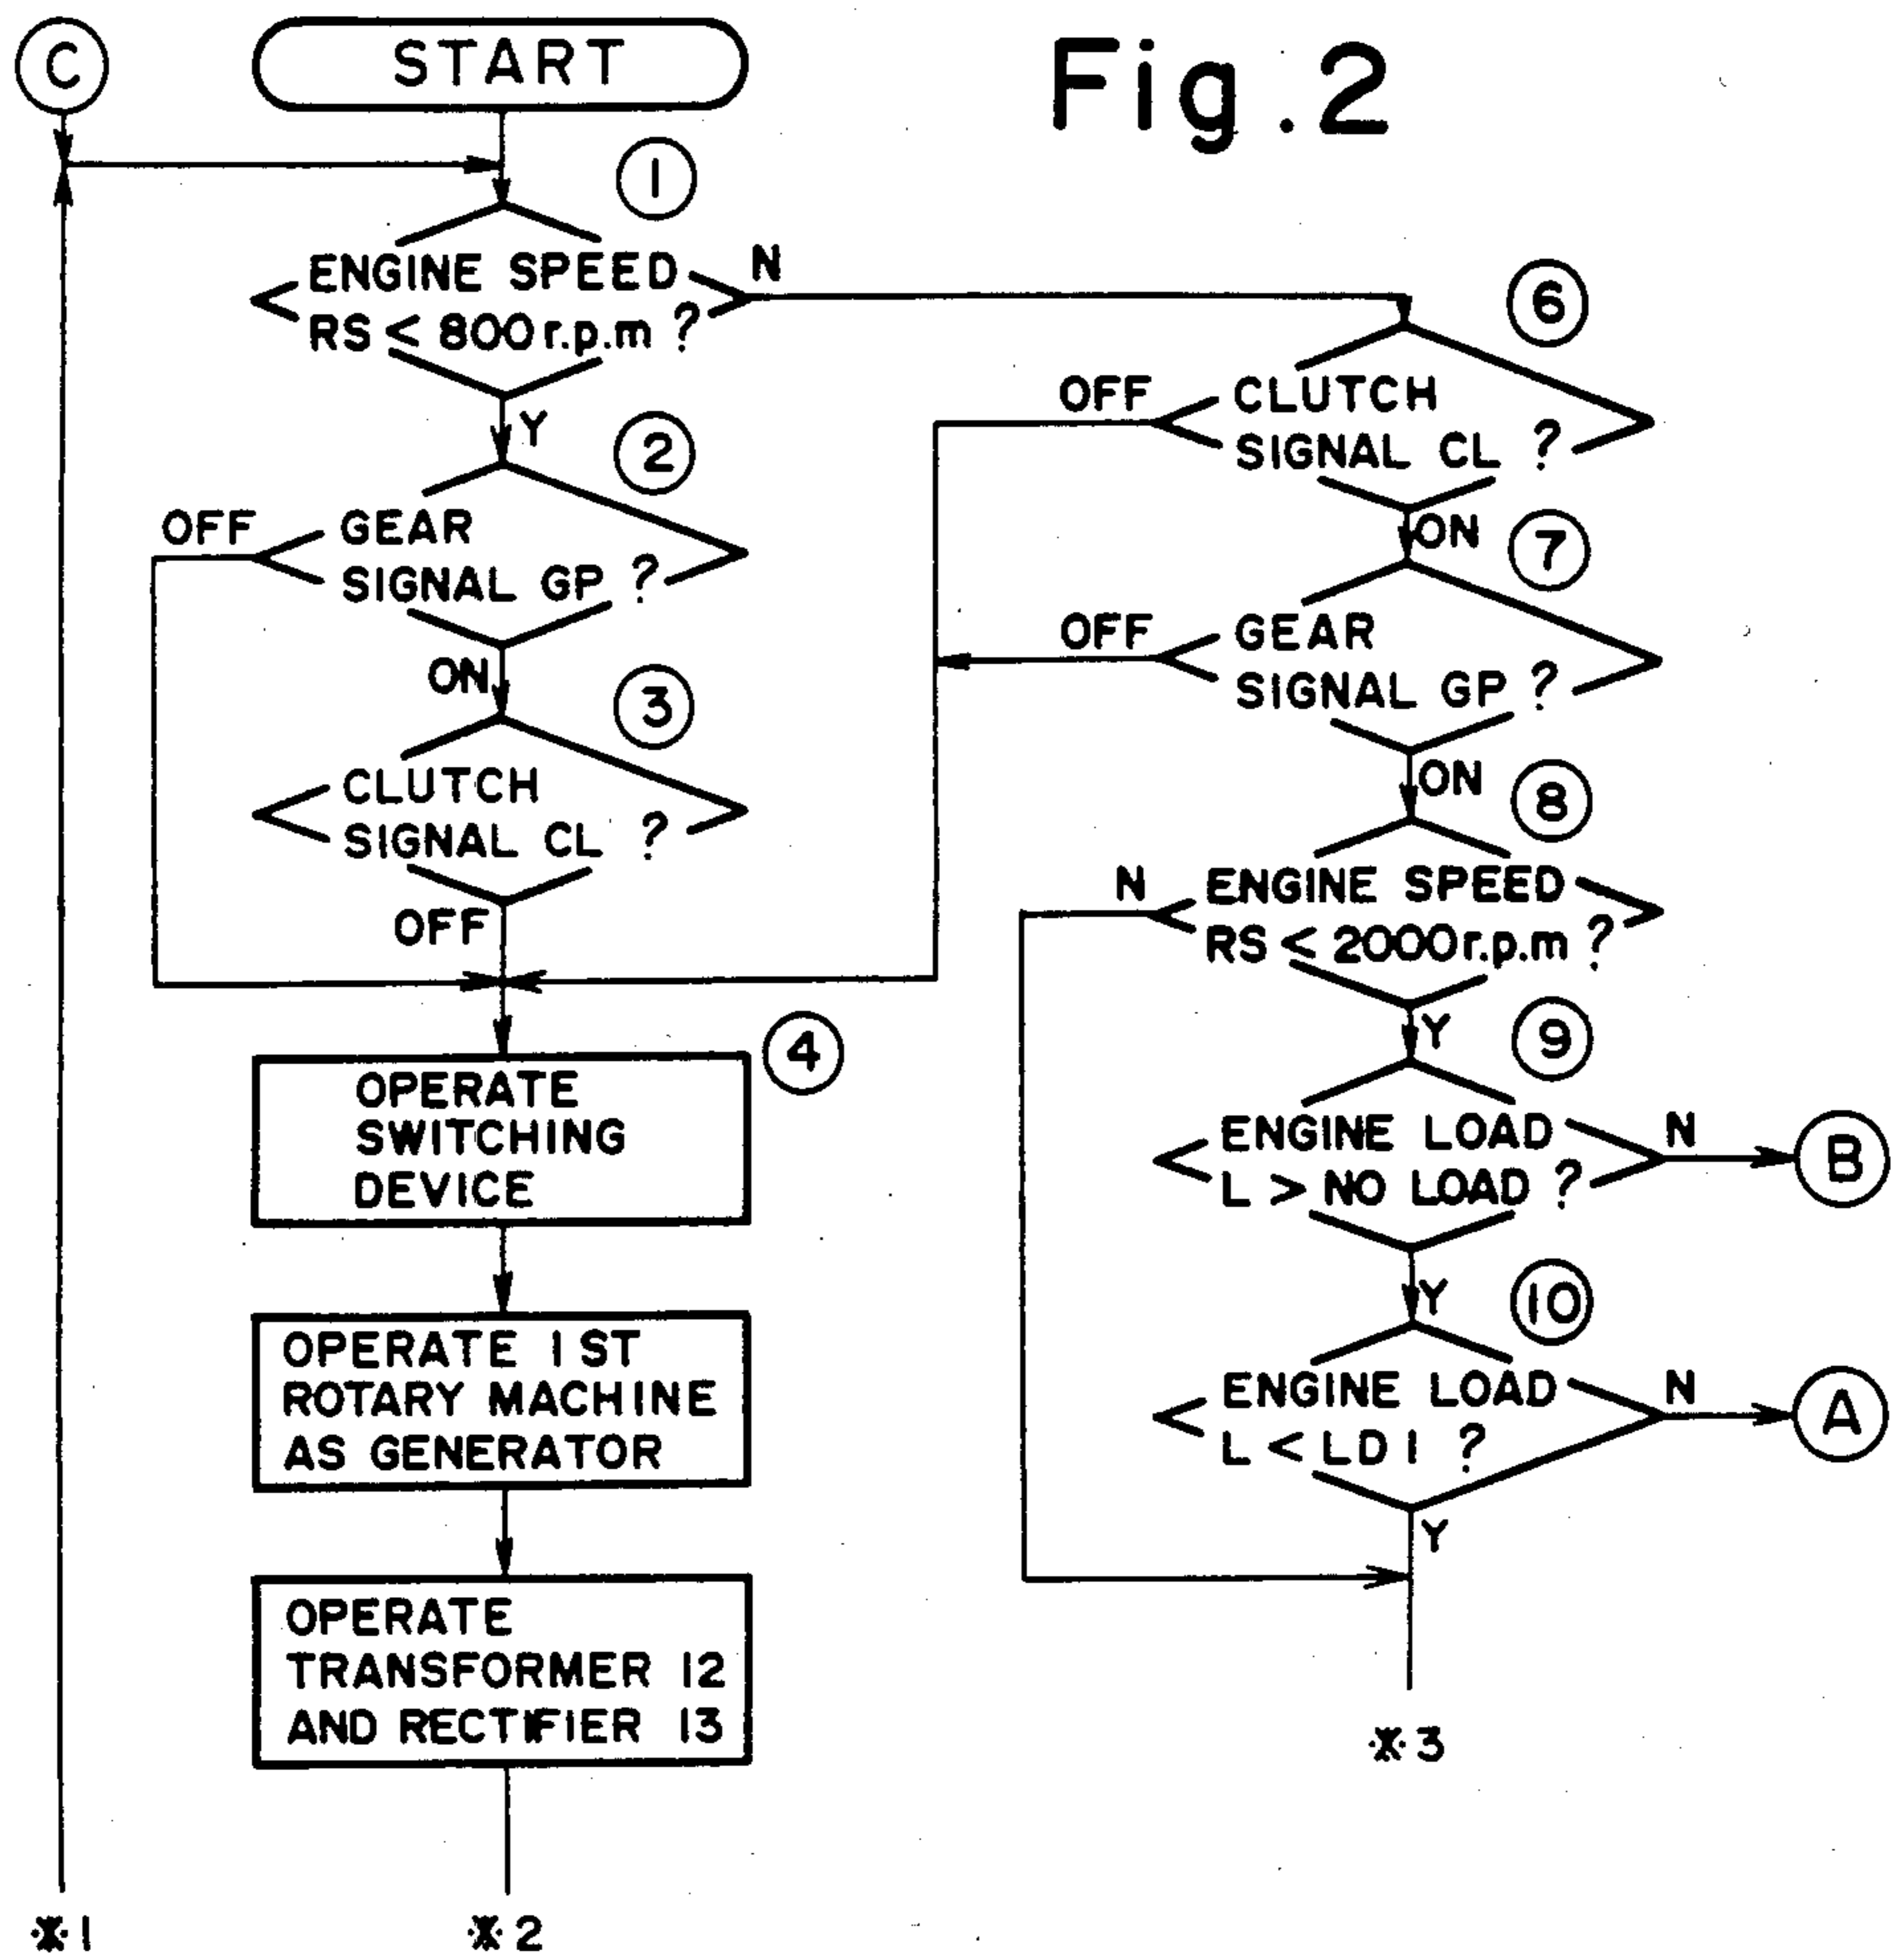 C
START
Fig.2
1
ENGINE SPEED
RS < 800 r.p.m ?
N
Y
2
OFF
GEAR
SIGNAL GP ?
ON
3
CLUTCH
SIGNAL CL ?
OFF
4
OPERATE
SWITCHING
DEVICE
OPERATE 1ST
ROTARY MACHINE
AS GENERATOR
OPERATE
TRANSFORMER 12
AND RECTIFIER 13
※1
※2
6
OFF
CLUTCH
SIGNAL CL ?
ON
7
OFF
GEAR
SIGNAL GP ?
ON
8
N
ENGINE SPEED
RS ≤ 2000 r.p.m ?
Y
9
ENGINE LOAD
L > NO LOAD ?
N
B
Y
10
ENGINE LOAD
L < LD1 ?
N
A
Y
※3